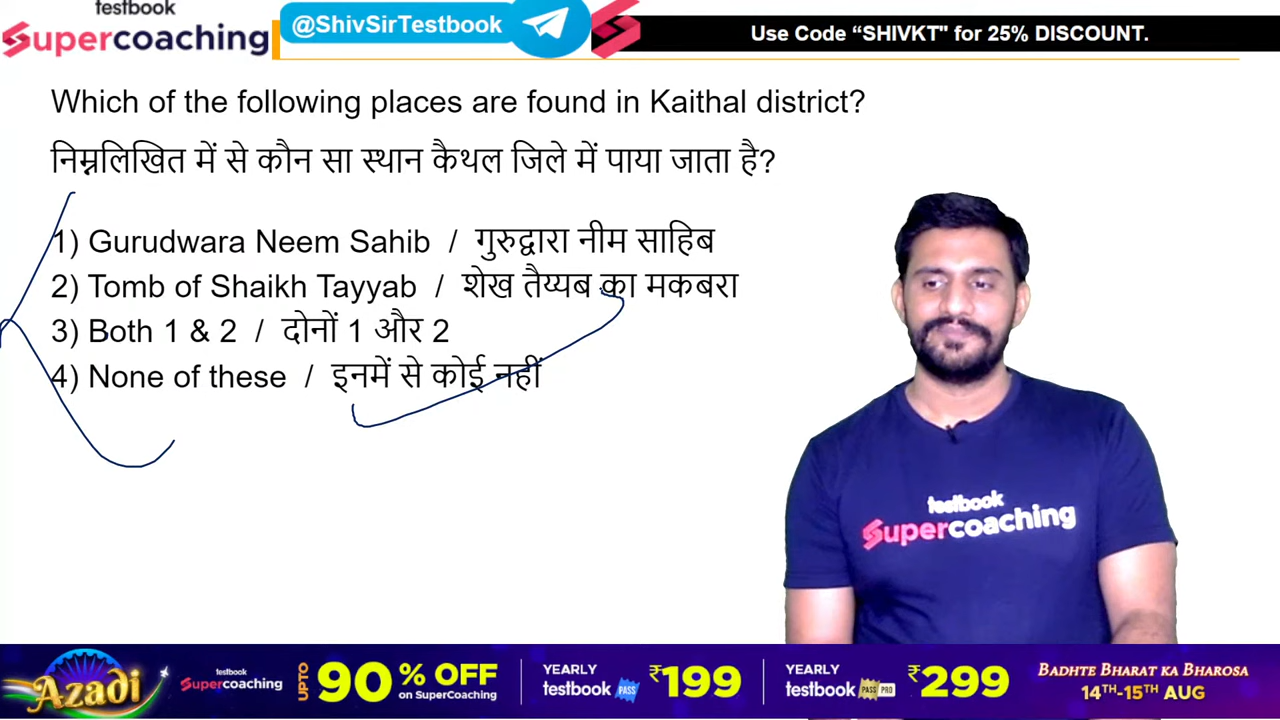 testbook
Supercoaching
@ShivSirTestbook
Use Code “SHIVKT" for 25% DISCOUNT.
Which of the following places are found in Kaithal district?
निम्नलिखित में से कौन सा स्थान कैथल जिले में पाया जाता है?
1) Gurudwara Neem Sahib / गुरुद्वारा नीम साहिब
2) Tomb of Shaikh Tayyab / शेख तैय्यब का मकबरा
3) Both 1 & 2 / दोनों 1 और 2
4) None of these / इनमें से कोई नहीं
testbook
Supercoaching
Azadi
testbook
Supercoaching
UPTO 90% OFF
on SuperCoaching
YEARLY
testbook PASS
₹199
YEARLY
testbook PASS PRO
₹299
BADHTE BHARAT KA BHAROSA
14TH-15TH AUG